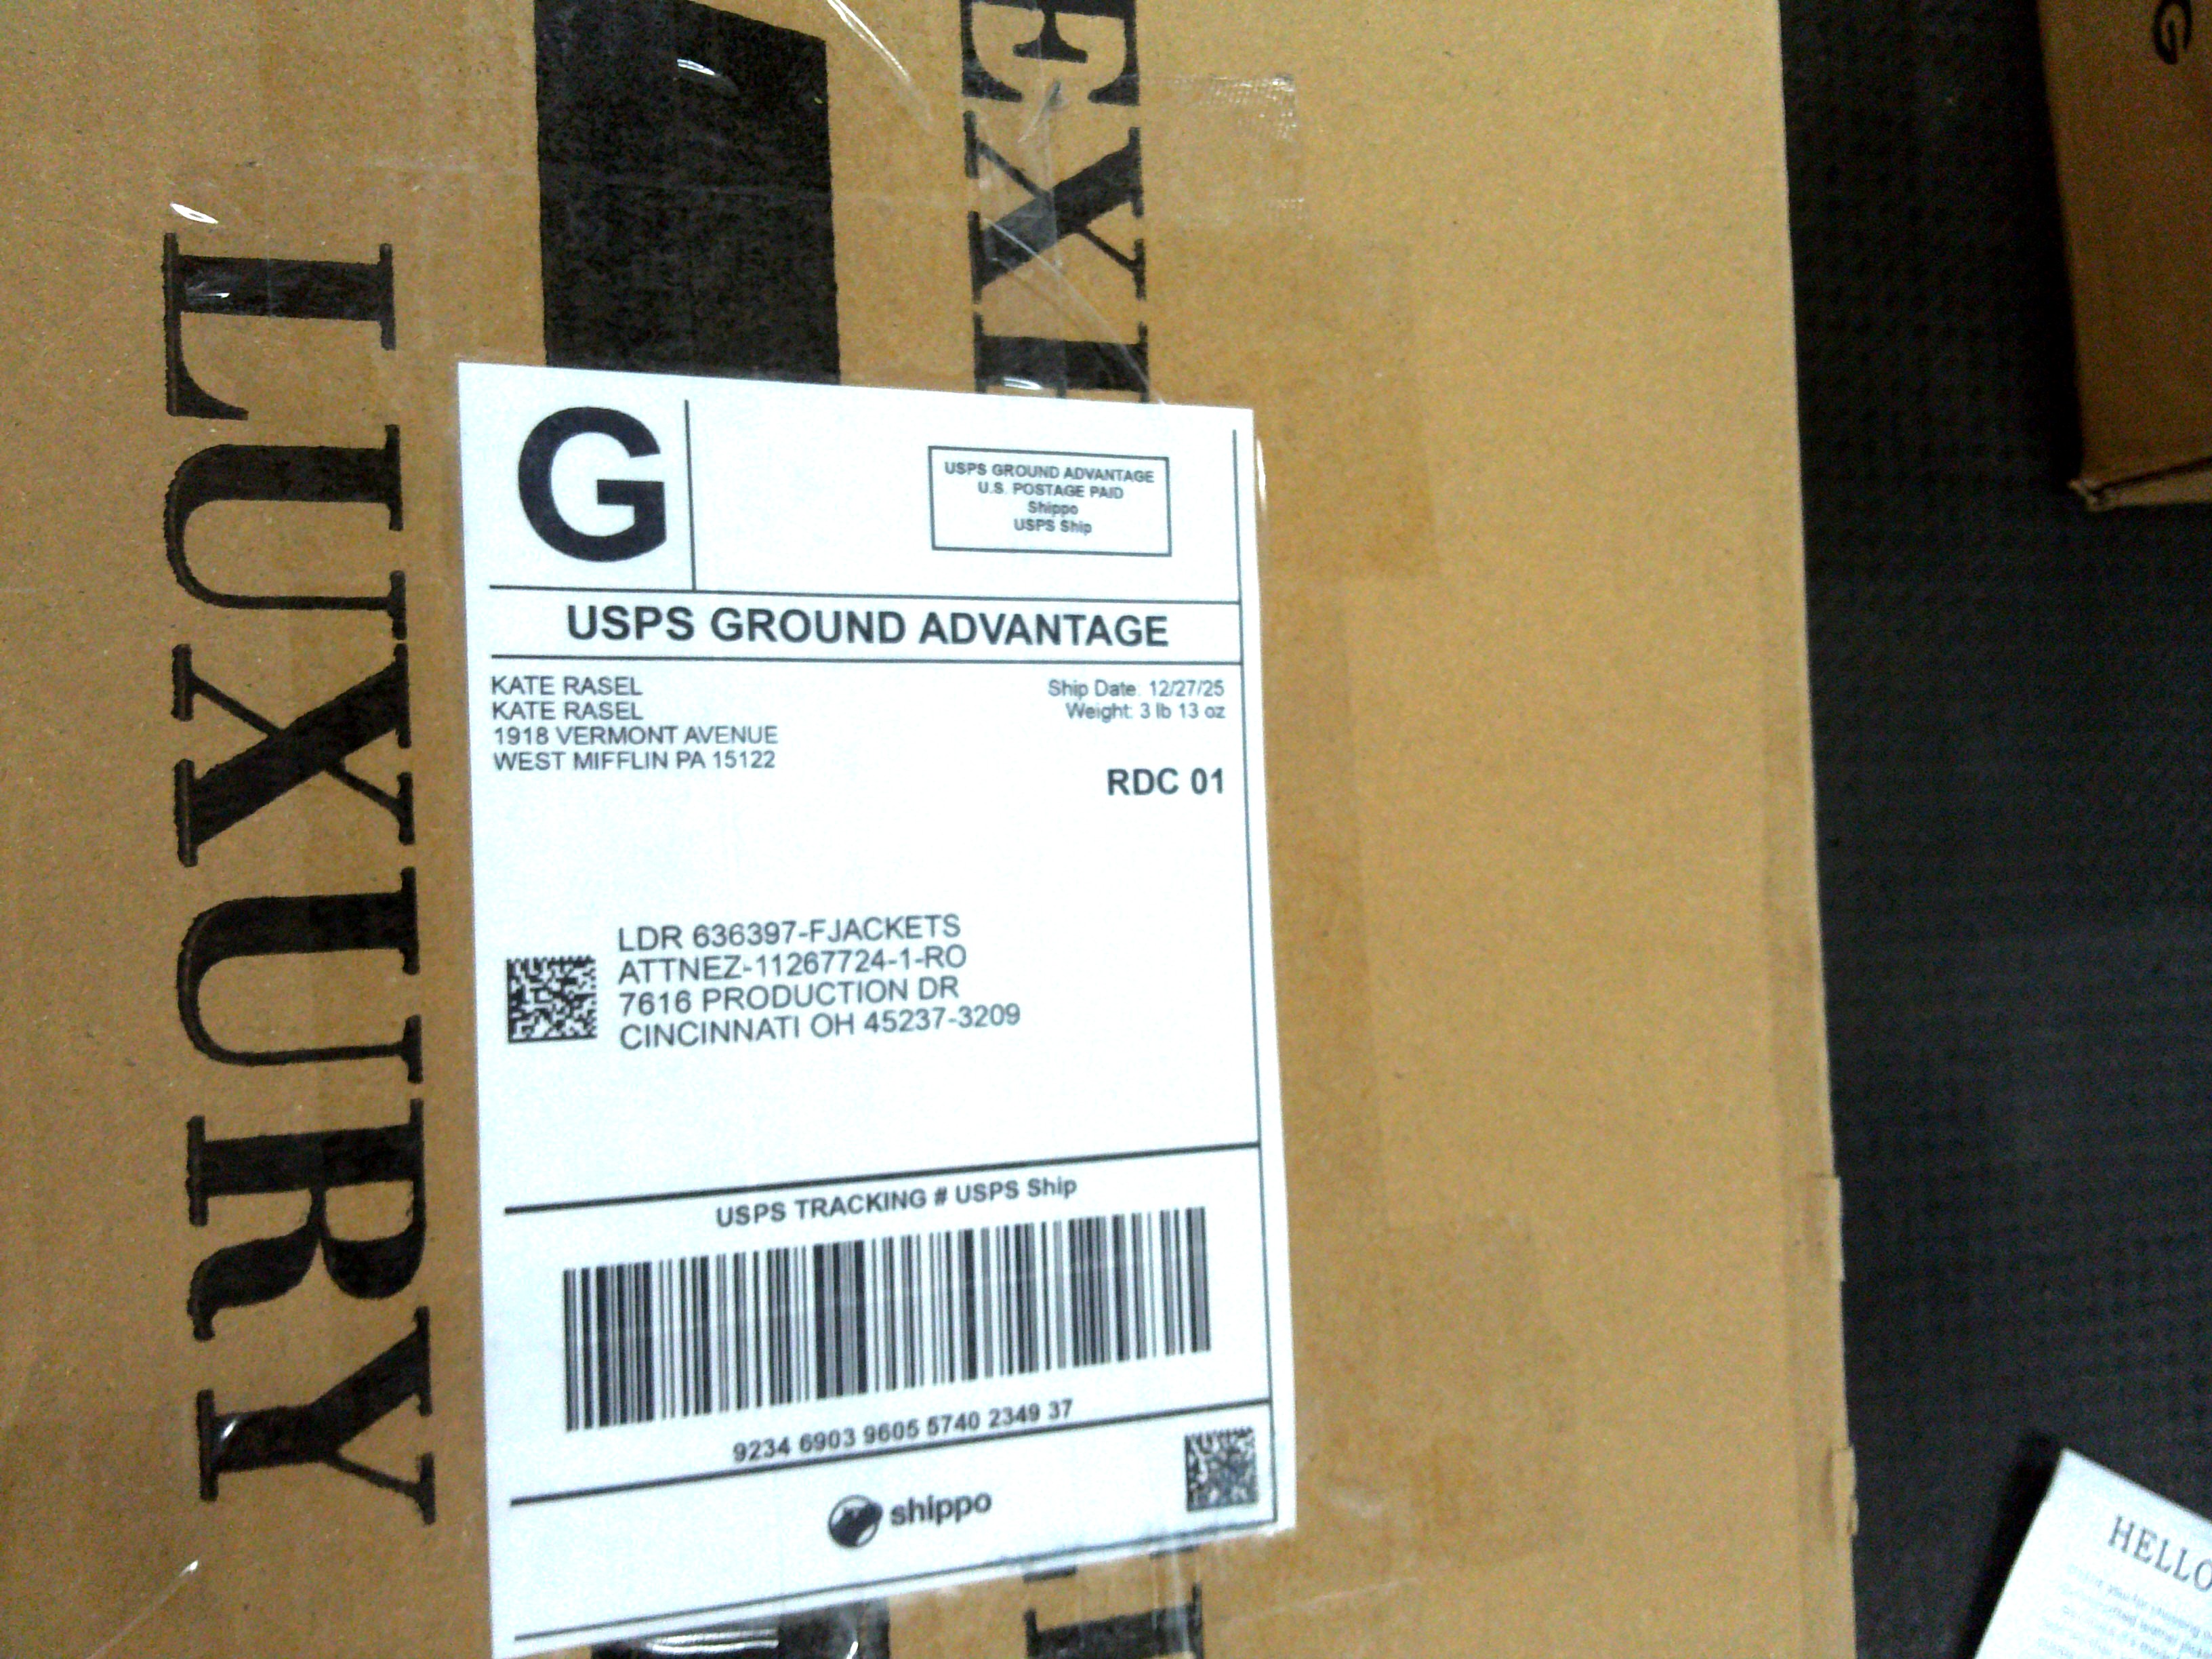 LUXURY
EXI
G
USPS GROUND ADVANTAGE
U.S. POSTAGE PAID
Shippo
USPS Ship
USPS GROUND ADVANTAGE
KATE RASEL
KATE RASEL
1918 VERMONT AVENUE
WEST MIFFLIN PA 15122
Ship Date: 12/27/25
Weight: 3 lb 13 oz
RDC 01
LDR 636397-FJACKETS
ATTNEZ-11267724-1-RO
7616 PRODUCTION DR
CINCINNATI OH 45237-3209
USPS TRACKING # USPS Ship
9234 6903 9605 5740 2349 37
shippo
G
HELLO